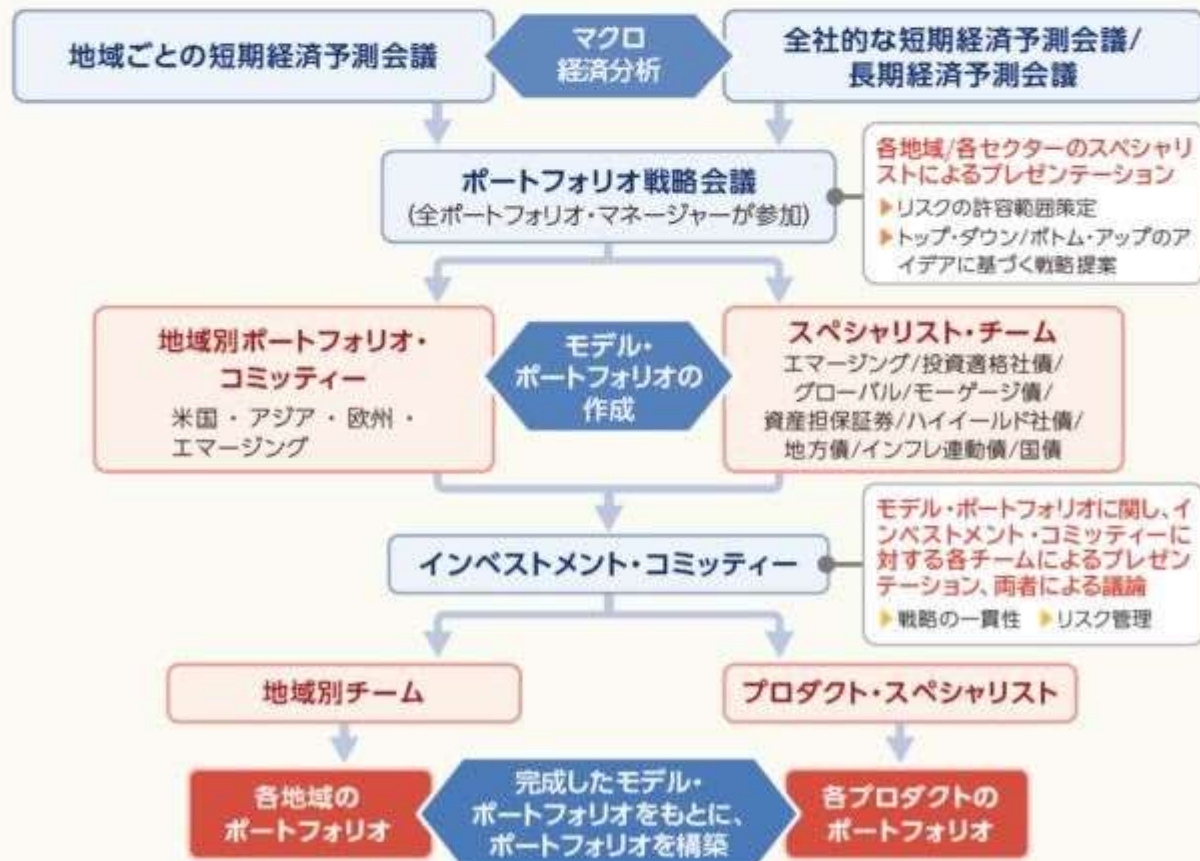 地域ごとの短期経済予測会議
マクロ
経済分析
全社的な短期経済予測会議/
長期経済予測会議
ポートフォリオ戦略会議
(全ポートフォリオ・マネージャーが参加)
各地域/各セクターのスペシャリ
ストによるプレゼンテーション
▶リスクの許容範囲策定
▶トップ・ダウン/ボトム・アップのア
イデアに基づく戦略提案
地域別ポートフォリオ・
コミッティー
米国・アジア・欧州・
エマージング
モデル・
ポートフォリオの
作成
スペシャリスト・チーム
エマージング/投資適格社債/
グローバル/モーゲージ債/
資産担保証券/ハイイールド社債/
地方債/インフレ連動債/国債
インベストメント・コミッティー
モデル・ポートフォリオに関し、イ
ンベストメント・コミッティーに
対する各チームによるプレゼン
テーション、両者による議論
▶戦略の一貫性 ▶リスク管理
地域別チーム
プロダクト・スペシャリスト
各地域の
ポートフォリオ
完成したモデル・
ポートフォリオをもとに、
ポートフォリオを構築
各プロダクトの
ポートフォリオ